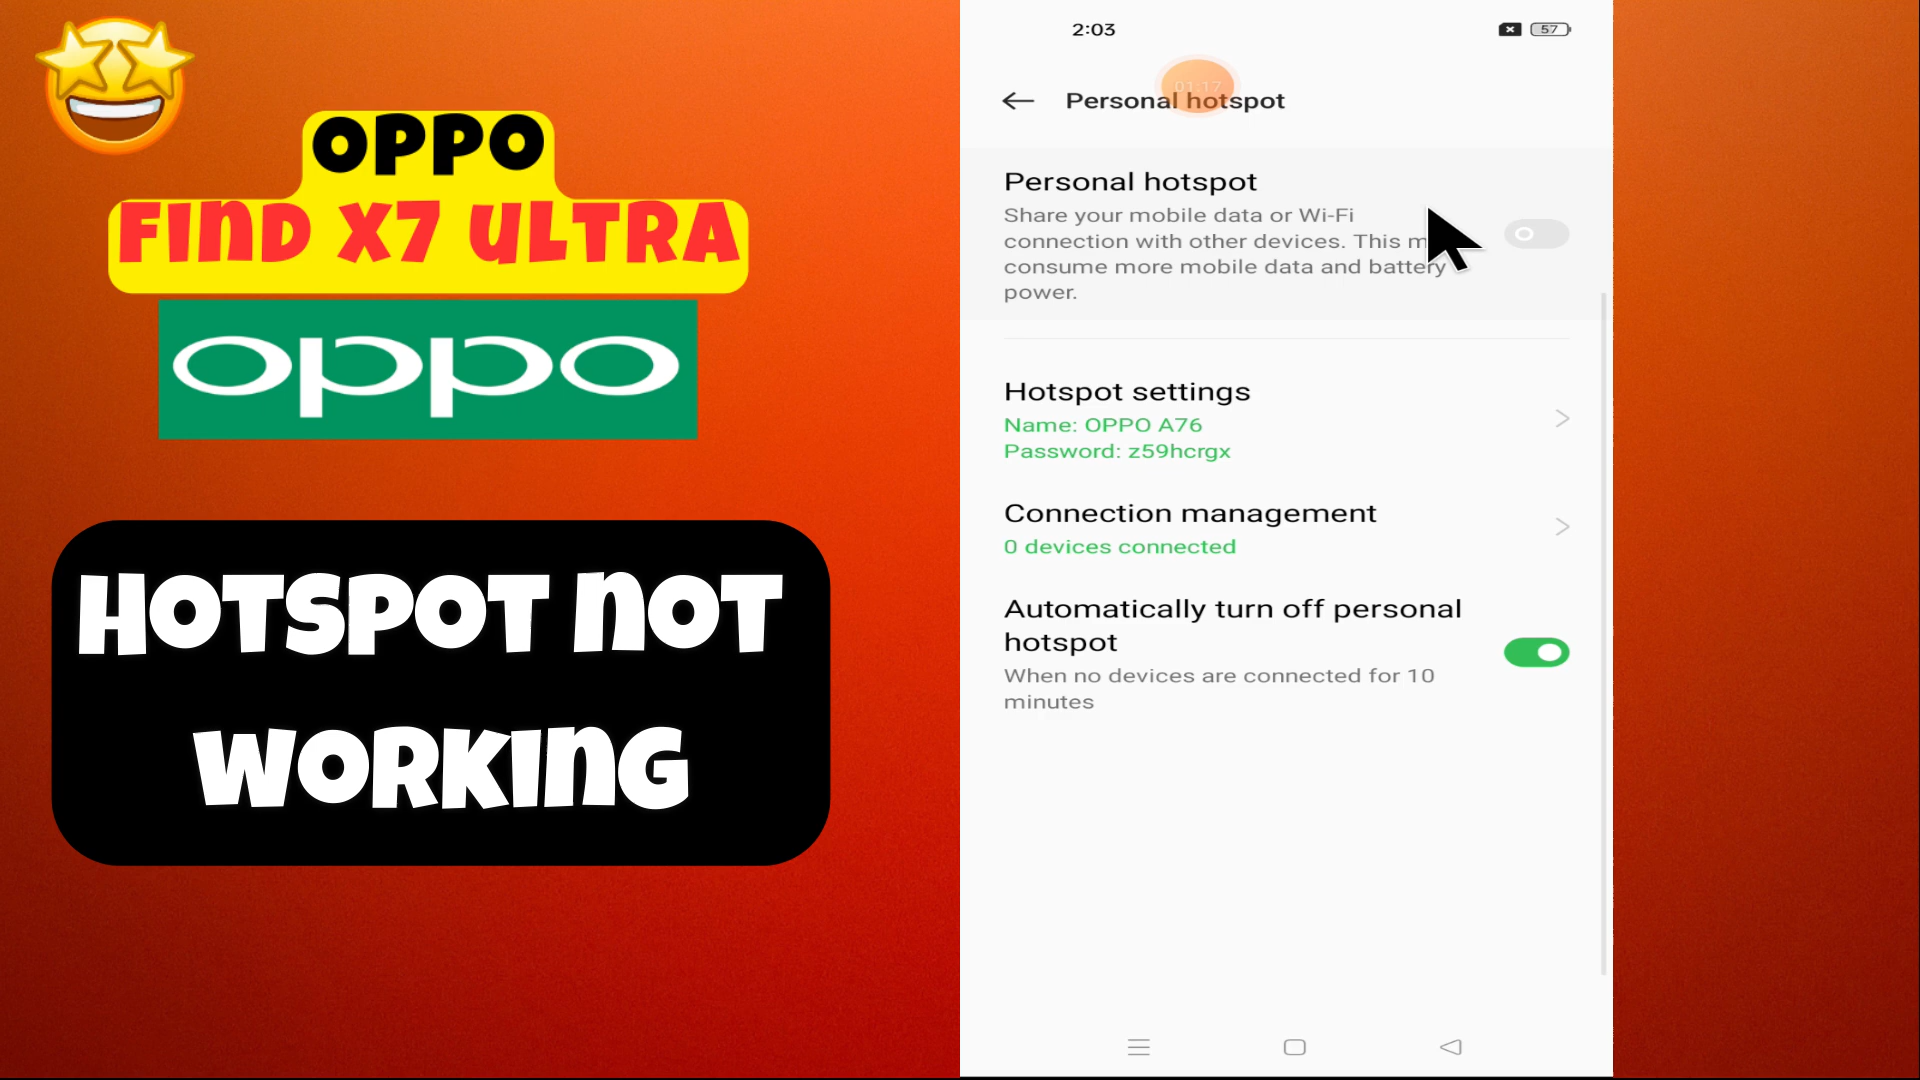 OPPO
FIND X7 ULTRA
oppo
HOTSPOT NOT
WORKING
2:03
57
01:17
Personal hotspot
Personal hotspot
Share your mobile data or Wi-Fi
connection with other devices. This m
consume more mobile data and battery
power.
Hotspot settings
Name: OPPO A76
Password: z59hcrgx
Connection management
0 devices connected
Automatically turn off personal
hotspot
When no devices are connected for 10
minutes